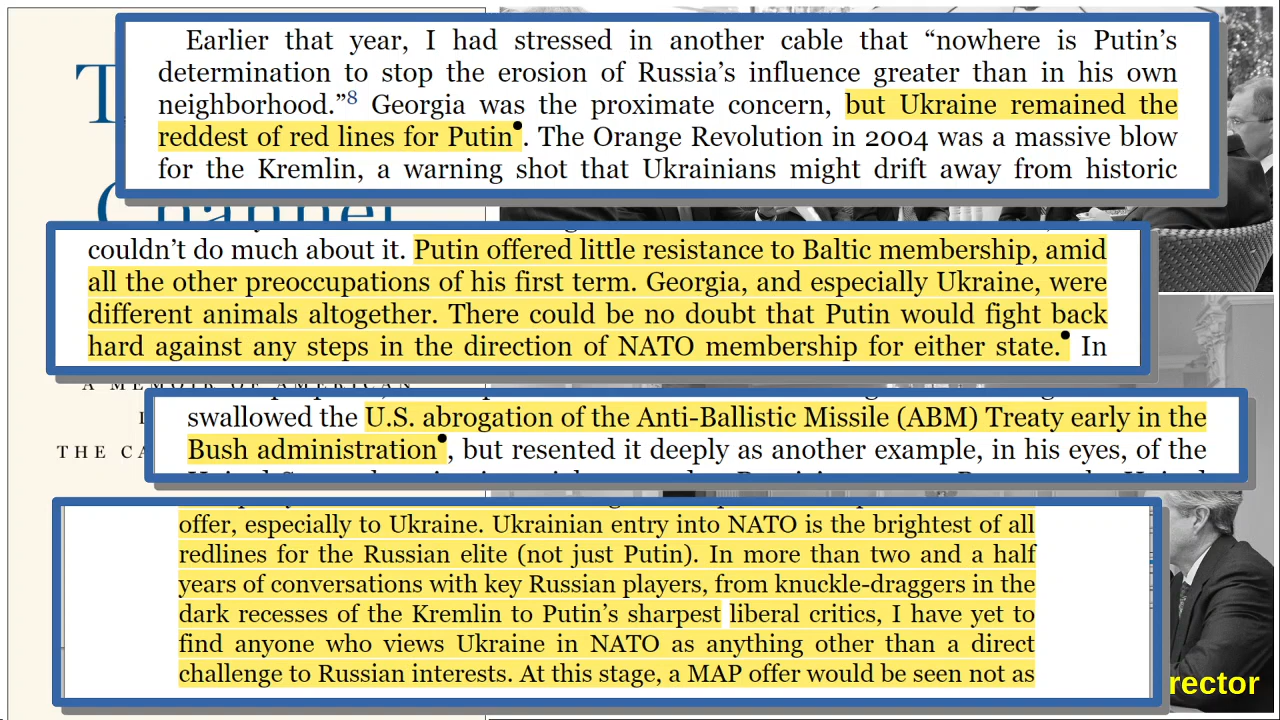 Earlier that year, I had stressed in another cable that “nowhere is Putin’s
determination to stop the erosion of Russia’s influence greater than in his own
neighborhood.”8 Georgia was the proximate concern, but Ukraine remained the
reddest of red lines for Putin•. The Orange Revolution in 2004 was a massive blow
for the Kremlin, a warning shot that Ukrainians might drift away from historic
Channel
couldn’t do much about it. Putin offered little resistance to Baltic membership, amid
all the other preoccupations of his first term. Georgia, and especially Ukraine, were
different animals altogether. There could be no doubt that Putin would fight back
hard against any steps in the direction of NATO membership for either state.• In
A MEMOIR OF AMERICAN
swallowed the U.S. abrogation of the Anti-Ballistic Missile (ABM) Treaty early in the
Bush administration•, but resented it deeply as another example, in his eyes, of the
THE CA
offer, especially to Ukraine. Ukrainian entry into NATO is the brightest of all
redlines for the Russian elite (not just Putin). In more than two and a half
years of conversations with key Russian players, from knuckle-draggers in the
dark recesses of the Kremlin to Putin’s sharpest liberal critics, I have yet to
find anyone who views Ukraine in NATO as anything other than a direct
challenge to Russian interests. At this stage, a MAP offer would be seen not as
rector